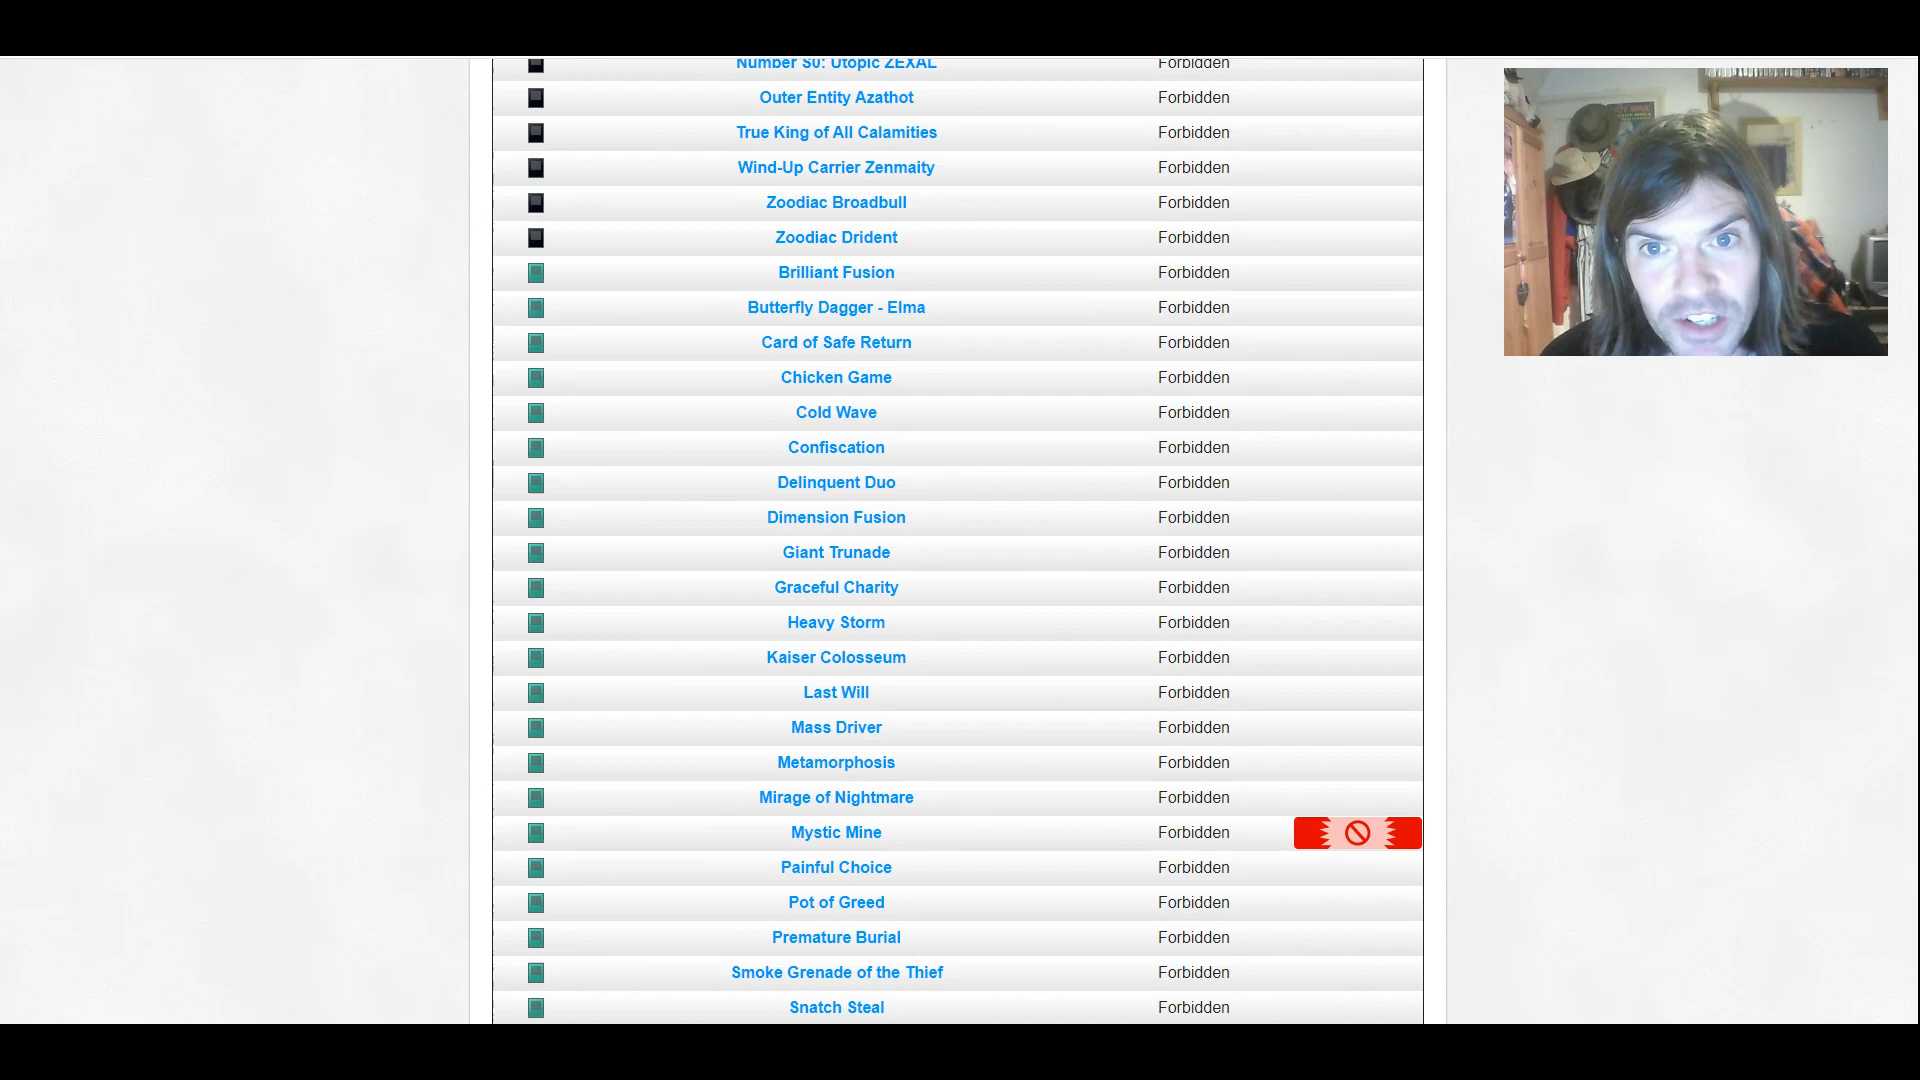 Number S0: Utopic ZEXAL Forbidden
Outer Entity Azathot Forbidden
True King of All Calamities Forbidden
Wind-Up Carrier Zenmaity Forbidden
Zoodiac Broadbull Forbidden
Zoodiac Drident Forbidden
Brilliant Fusion Forbidden
Butterfly Dagger - Elma Forbidden
Card of Safe Return Forbidden
Chicken Game Forbidden
Cold Wave Forbidden
Confiscation Forbidden
Delinquent Duo Forbidden
Dimension Fusion Forbidden
Giant Trunade Forbidden
Graceful Charity Forbidden
Heavy Storm Forbidden
Kaiser Colosseum Forbidden
Last Will Forbidden
Mass Driver Forbidden
Metamorphosis Forbidden
Mirage of Nightmare Forbidden
Mystic Mine Forbidden
Painful Choice Forbidden
Pot of Greed Forbidden
Premature Burial Forbidden
Smoke Grenade of the Thief Forbidden
Snatch Steal Forbidden